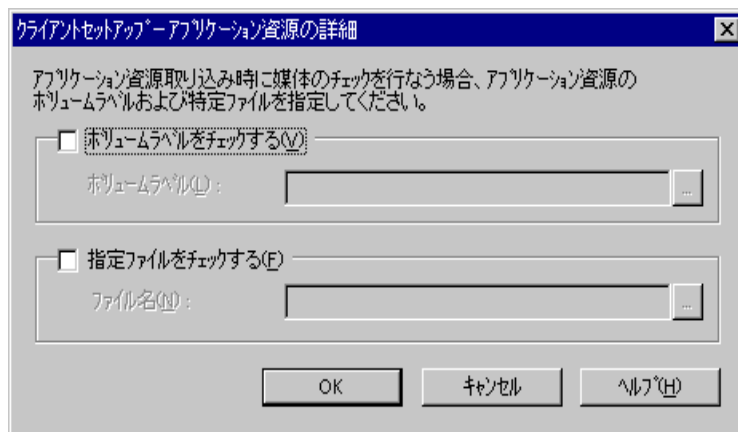 クライアントセットアップ - アプリケーション資源の詳細
アプリケーション資源取り込み時に媒体のチェックを行なう場合、アプリケーション資源の
ボリュームラベルおよび特定ファイルを指定してください。
ボリュームラベルをチェックする(V)
ボリュームラベル(L) :
...
指定ファイルをチェックする(F)
ファイル名(N) :
...
OK
キャンセル
ヘルプ(H)